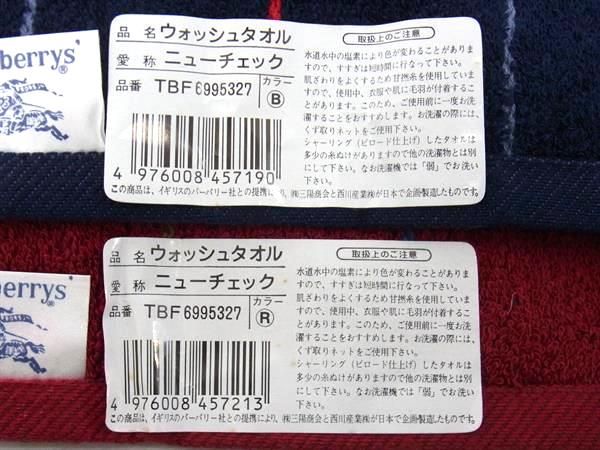 berrys'
品 名 ウォッシュタオル
愛 称 ニューチェック
品番 TBF 6995327 カラー B
4 976008 457190
取扱上のご注意
水道水中の塩素により色が変わることがあり
ますので、すすぎは短時間に行なって下さい。
肌ざわりをよくするため甘撚糸を使用しています
ので、使用中、衣服や肌に毛羽が付着すること
があります。このため、ご使用前に一度お洗
濯することをおすすめします。お洗濯の際には、
くず取りネットをご使用下さい。
シャーリング(ビロード仕上げ)したタオルは
多少の糸ぬけがありますので他の洗濯物とは別
にして下さい。なお洗濯機では「弱」でお洗い
下さい。
この商品は、イギリスのバーバリー社との提携により、㈱三陽商会と西川産業㈱が日本で企画製造したものです。
berrys'
品 名 ウォッシュタオル
愛 称 ニューチェック
品番 TBF 6995327 カラー R
4 976008 457213
取扱上のご注意
水道水中の塩素により色が変わることがあり
ますので、すすぎは短時間に行なって下さい。
肌ざわりをよくするため甘撚糸を使用しています
ので、使用中、衣服や肌に毛羽が付着すること
があります。このため、ご使用前に一度お洗
濯することをおすすめします。お洗濯の際には、
くず取りネットをご使用下さい。
シャーリング(ビロード仕上げ)したタオルは
多少の糸ぬけがありますので他の洗濯物とは別
にして下さい。なお洗濯機では「弱」でお洗い
下さい。
この商品は、イギリスのバーバリー社との提携により、㈱三陽商会と西川産業㈱が日本で企画製造したものです。